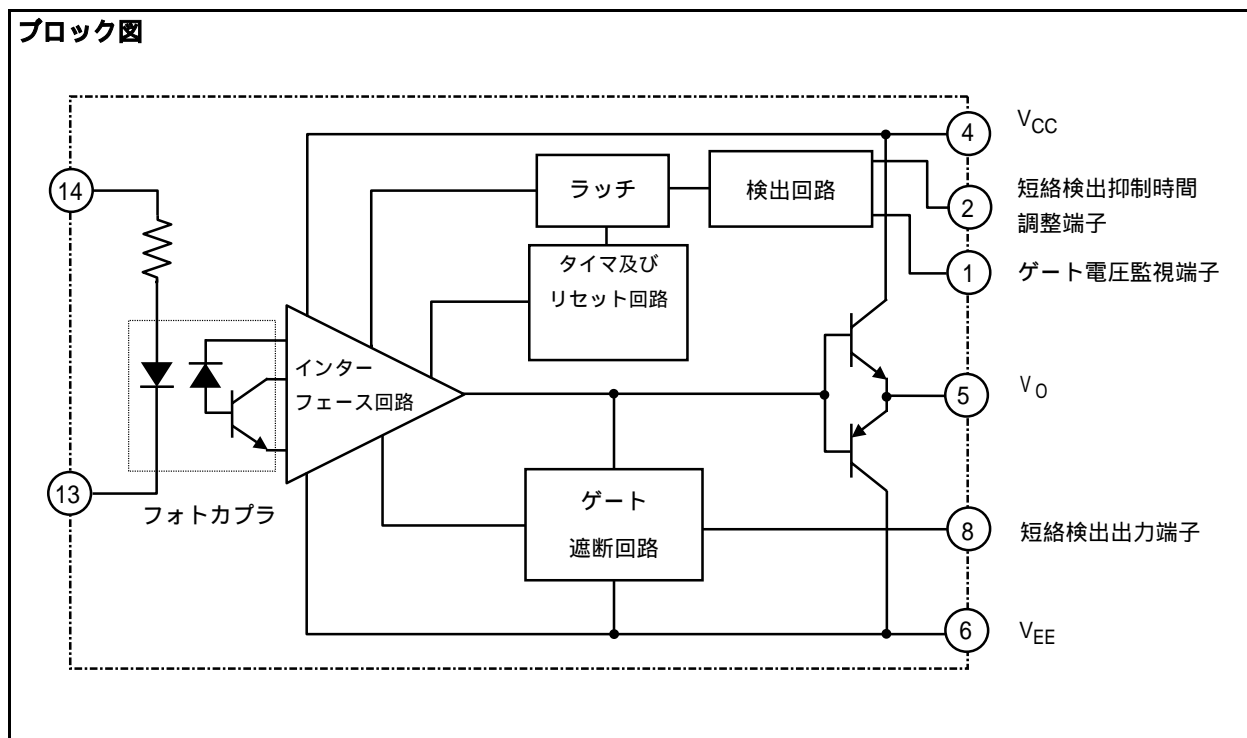 ブロック図
4
V_CC
14
ラッチ
検出回路
2
短絡検出抑制時間
調整端子
1
ゲート電圧監視端子
タイマ及び
リセット回路
インター
フェース回路
5
V_O
13
フォトカプラ
ゲート
遮断回路
8
短絡検出出力端子
6
V_EE